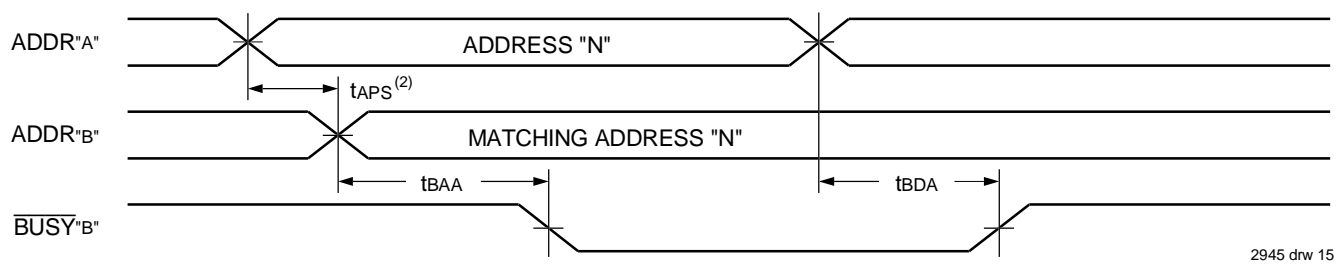 ADDR"A"
ADDRESS "N"
tAPS(2)
ADDR"B"
MATCHING ADDRESS "N"
tBAA
tBDA
BUSY"B"
2945 drw 15